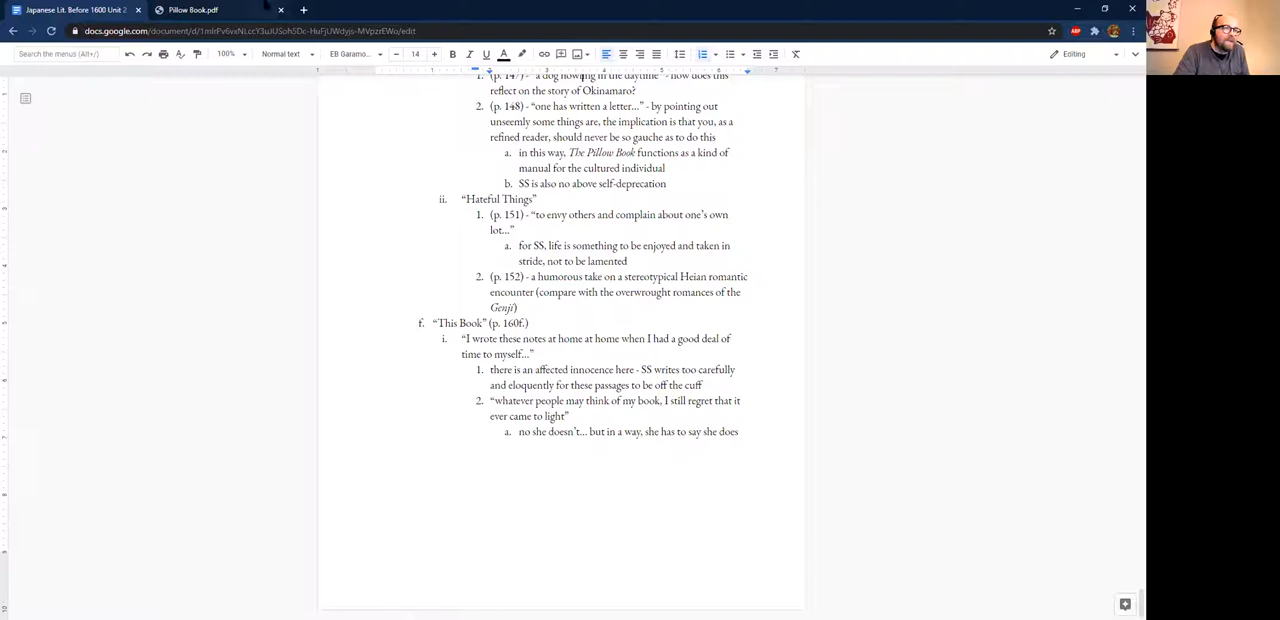 Japanese Lit. Before 1600 Unit 2
Pillow Book.pdf
docs.google.com/document/d/
/edit
ABP
Search the menus (Alt+/)
100%
Normal text
EB Garamo...
14
Editing
1. (p. 147) - “a dog howling in the daytime” - how does this
reflect on the story of Okinamaro?
2. (p. 148) - “one has written a letter...” - by pointing out
unseemly some things are, the implication is that you, as a
refined reader, should never be so gauche as to do this
a. in this way, The Pillow Book functions as a kind of
manual for the cultured individual
b. SS is also no above self-deprecation
ii. “Hateful Things”
1. (p. 151) - “to envy others and complain about one’s own
lot...”
a. for SS, life is something to be enjoyed and taken in
stride, not to be lamented
2. (p. 152) - a humorous take on a stereotypical Heian romantic
encounter (compare with the overwrought romances of the
Genji)
f. “This Book” (p. 160f.)
i. “I wrote these notes at home at home when I had a good deal of
time to myself...”
1. there is an affected innocence here - SS writes too carefully
and eloquently for these passages to be off the cuff
2. “whatever people may think of my book, I still regret that it
ever came to light”
a. no she doesn’t... but in a way, she has to say she does